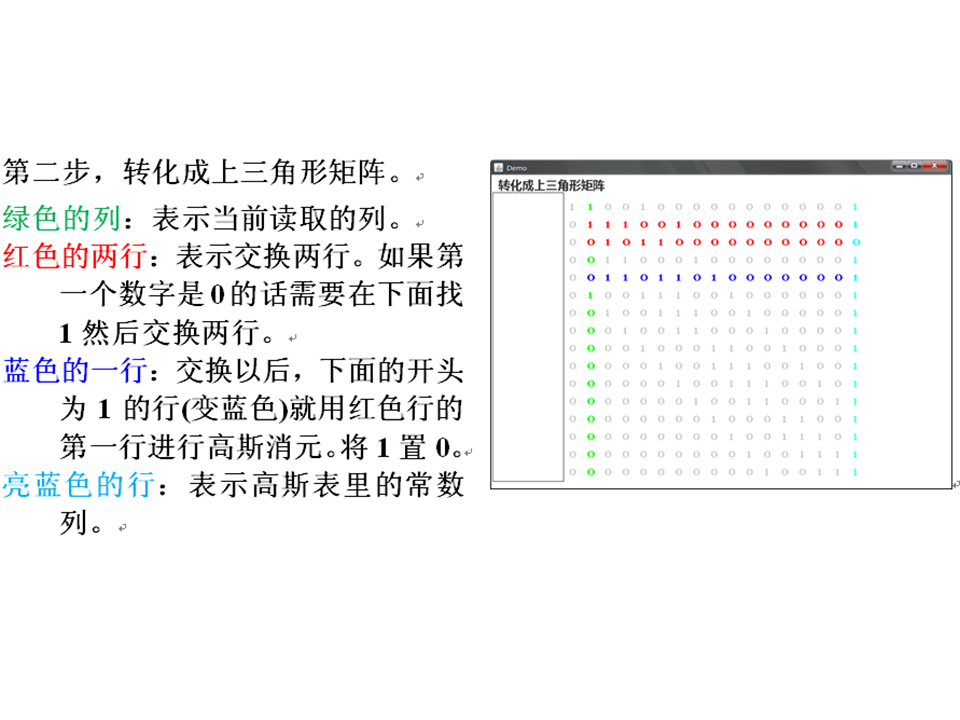 第二步，转化成上三角形矩阵。
绿色的列：表示当前读取的列。
红色的两行：表示交换两行。如果第
一个数字是0的话需要在下面找
1然后交换两行。
蓝色的一行：交换以后，下面的开头
为 1 的行(变蓝色)就用红色行的
第一行进行高斯消元。将 1 置 0。
亮蓝色的行：表示高斯表里的常数
列。
Demo
转化成上三角形矩阵
1 1 0 0 1 0 0 0 0 0 0 0 0 0 0 0 1
0 1 1 1 0 0 1 0 0 0 0 0 0 0 0 0 1
0 0 1 0 1 1 0 0 0 0 0 0 0 0 0 0 0
0 0 1 1 0 0 0 1 0 0 0 0 0 0 0 0 1
0 0 1 1 0 1 1 0 1 0 0 0 0 0 0 0 1
0 1 0 0 1 1 1 0 0 1 0 0 0 0 0 0 1
0 0 1 0 0 1 1 1 0 0 1 0 0 0 0 0 1
0 0 0 1 0 0 1 1 0 0 0 1 0 0 0 0 1
0 0 0 0 1 0 0 0 1 1 0 0 1 0 0 0 1
0 0 0 0 0 1 0 0 1 1 1 0 0 1 0 0 1
0 0 0 0 0 0 1 0 0 1 1 1 0 0 1 0 1
0 0 0 0 0 0 0 1 0 0 1 1 0 0 0 1 1
0 0 0 0 0 0 0 0 1 0 0 0 1 1 0 0 1
0 0 0 0 0 0 0 0 0 1 0 0 1 1 1 0 1
0 0 0 0 0 0 0 0 0 0 1 0 0 1 1 1 1
0 0 0 0 0 0 0 0 0 0 0 1 0 0 1 1 1